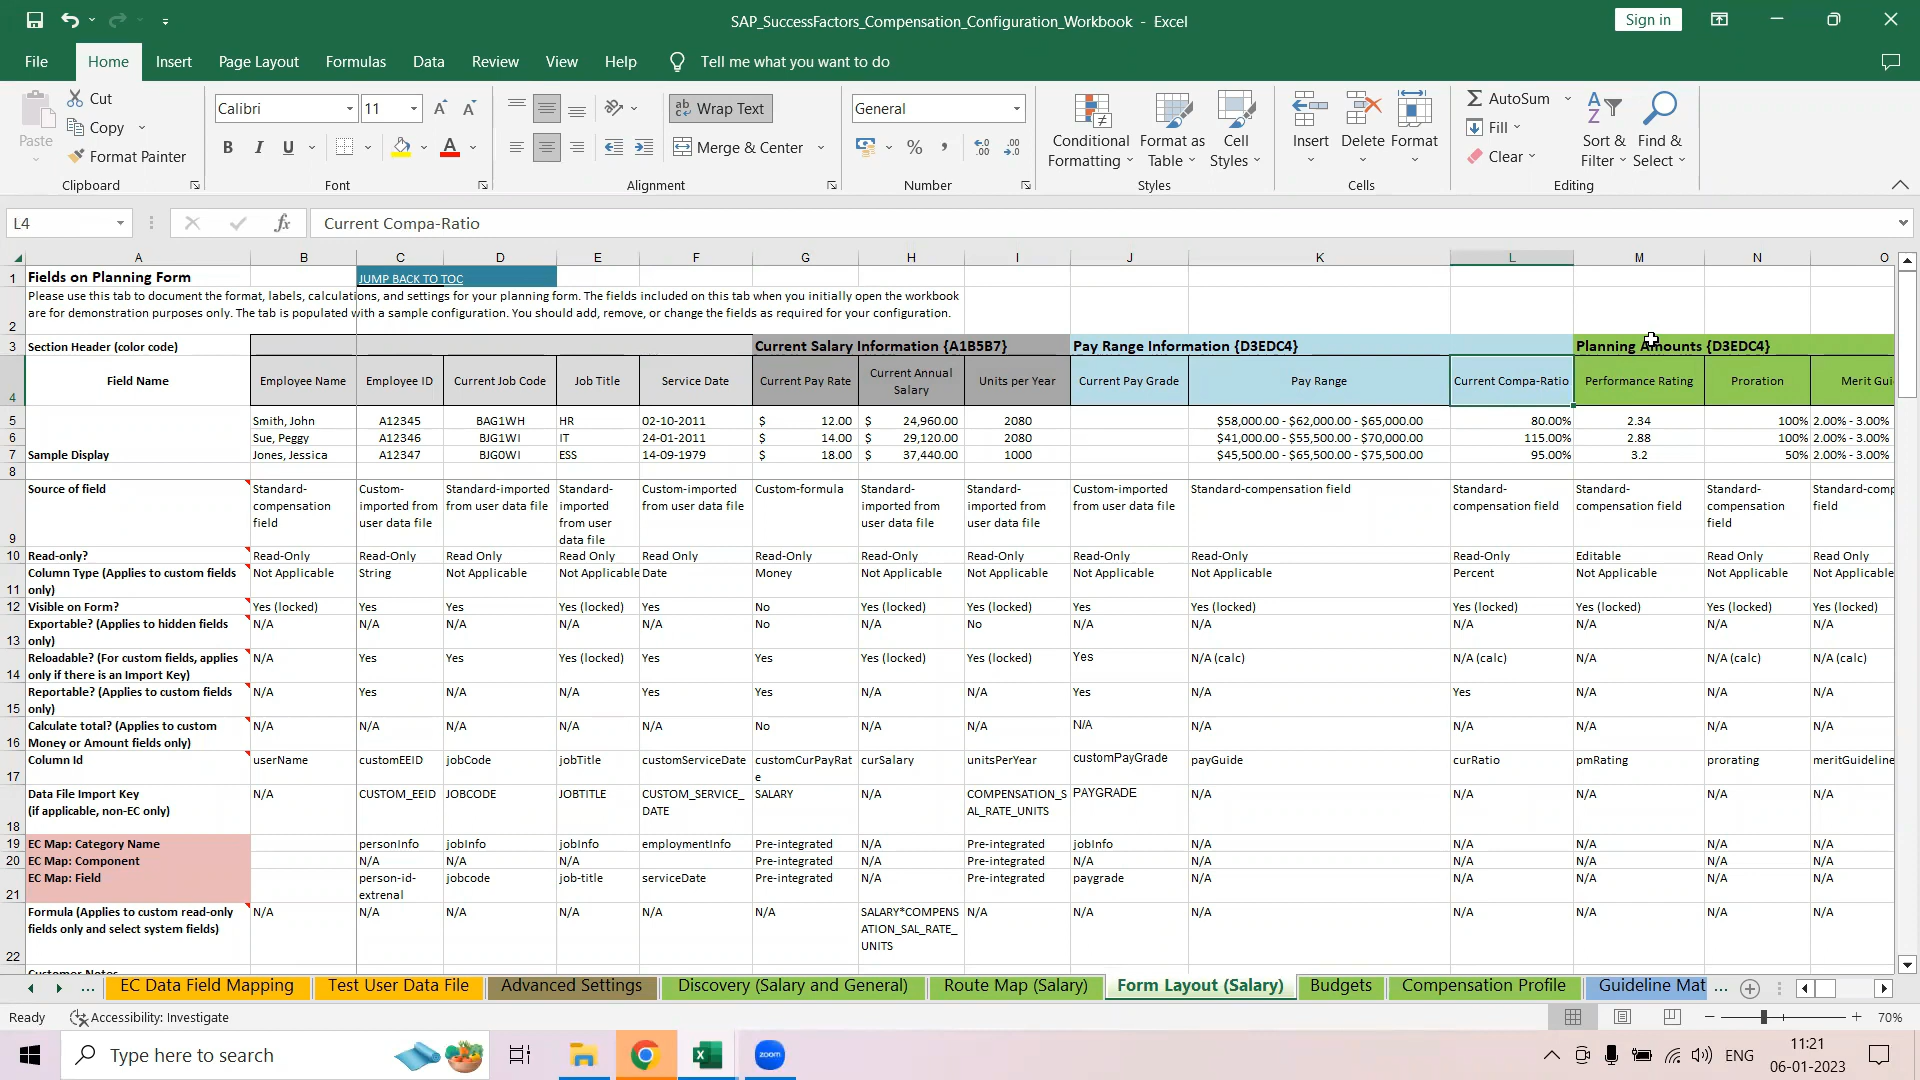 SAP_SuccessFactors_Compensation_Configuration_Workbook - Excel
Sign in
File Home Insert Page Layout Formulas Data Review View Help Tell me what you want to do
Paste
Cut
Copy
Format Painter
Clipboard
Calibri 11
B I U
Font
Wrap Text
Merge & Center
Alignment
General
Number
Conditional Formatting
Format as Table
Cell Styles
Styles
Insert Delete Format
Cells
AutoSum
Fill
Clear
Sort & Filter
Find & Select
Editing
L4 fx Current Compa-Ratio
A B C D E F G H I J K L M N O
1 Fields on Planning Form JUMP BACK TO TOC
Please use this tab to document the format, labels, calculations, and settings for your planning form. The fields included on this tab when you initially open the workbook
2 are for demonstration purposes only. The tab is populated with a sample configuration. You should add, remove, or change the fields as required for your configuration.
3 Section Header (color code) Current Salary Information {A1B5B7} Pay Range Information {D3EDC4} Planning Amounts {D3EDC4}
4 Field Name Employee Name Employee ID Current Job Code Job Title Service Date Current Pay Rate Current Annual Salary Units per Year Current Pay Grade Pay Range Current Compa-Ratio Performance Rating Proration Merit Gui
5 Smith, John A12345 BAG1WH HR 02-10-2011 $ 12.00 $ 24,960.00 2080 $58,000.00 - $62,000.00 - $65,000.00 80.00% 2.34 100% 2.00% - 3.00%
6 Sue, Peggy A12346 BJG1WI IT 24-01-2011 $ 14.00 $ 29,120.00 2080 $41,000.00 - $55,500.00 - $70,000.00 115.00% 2.88 100% 2.00% - 3.00%
7 Sample Display Jones, Jessica A12347 BJG0WI ESS 14-09-1979 $ 18.00 $ 37,440.00 1000 $45,500.00 - $65,500.00 - $75,500.00 95.00% 3.2 50% 2.00% - 3.00%
8
9 Source of field Standard-compensation field Custom-imported from user data file Standard-imported from user data file Standard-imported from user data file Custom-imported from user data file Custom-formula Standard-imported from user data file Standard-imported from user data file Custom-imported from user data file Standard-compensation field Standard-compensation field Standard-compensation field Standard-compensation field Standard-comp field
10 Read-only? Read-Only Read-Only Read Only Read Only Read Only Read-Only Read-Only Read-Only Read-Only Read-Only Read-Only Editable Read Only Read Only
11 Column Type (Applies to custom fields only) Not Applicable String Not Applicable Not Applicable Date Money Not Applicable Not Applicable Not Applicable Not Applicable Percent Not Applicable Not Applicable Not Applicable
12 Visible on Form? Yes (locked) Yes Yes Yes (locked) Yes No Yes (locked) Yes (locked) Yes Yes (locked) Yes (locked) Yes (locked) Yes (locked) Yes (locked)
13 Exportable? (Applies to hidden fields only) N/A N/A N/A N/A N/A No N/A No N/A N/A N/A N/A N/A N/A
14 Reloadable? (For custom fields, applies only if there is an Import Key) N/A Yes Yes Yes (locked) Yes Yes Yes (locked) Yes (locked) Yes N/A (calc) N/A (calc) N/A N/A (calc) N/A (calc)
15 Reportable? (Applies to custom fields only) N/A Yes N/A N/A Yes Yes N/A N/A Yes N/A Yes N/A N/A N/A
16 Calculate total? (Applies to custom Money or Amount fields only) N/A N/A N/A N/A N/A No N/A N/A N/A N/A N/A N/A N/A N/A
17 Column Id userName customEEID jobCode jobTitle customServiceDate customCurPayRate curSalary unitsPerYear customPayGrade payGuide curRatio pmRating prorating meritGuideline
18 Data File Import Key (if applicable, non-EC only) N/A CUSTOM_EEID JOBCODE JOBTITLE CUSTOM_SERVICE_DATE SALARY N/A COMPENSATION_SAL_RATE_UNITS PAYGRADE N/A N/A N/A N/A N/A
19 EC Map: Category Name personInfo jobInfo jobInfo employmentInfo Pre-integrated N/A Pre-integrated jobInfo N/A N/A N/A N/A N/A
20 EC Map: Component N/A N/A N/A Pre-integrated N/A Pre-integrated N/A N/A N/A N/A N/A N/A
21 EC Map: Field person-id-extrenal jobcode job-title serviceDate Pre-integrated N/A Pre-integrated paygrade N/A N/A N/A N/A N/A
22 Formula (Applies to custom read-only fields only and select system fields) N/A N/A N/A N/A N/A N/A SALARY*COMPENSATION_SAL_RATE_UNITS N/A N/A N/A N/A N/A N/A N/A
Customer Notes
... EC Data Field Mapping Test User Data File Advanced Settings Discovery (Salary and General) Route Map (Salary) Form Layout (Salary) Budgets Compensation Profile Guideline Mat ...
Ready Accessibility: Investigate 70%
Type here to search zoom ENG 11:21
06-01-2023